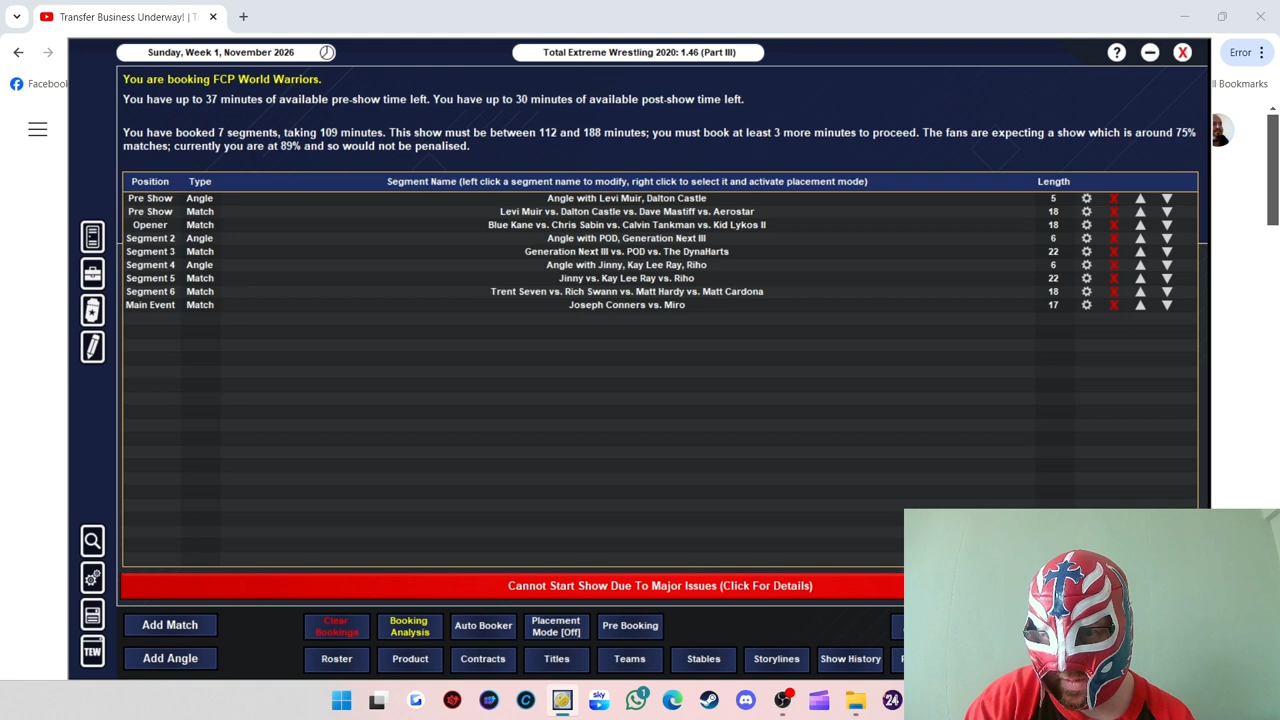 Transfer Business Underway! | T
Error
Facebook
ll Bookmarks
Sunday, Week 1, November 2026
Total Extreme Wrestling 2020: 1.46 (Part III)
?
X
You are booking FCP World Warriors.
You have up to 37 minutes of available pre-show time left. You have up to 30 minutes of available post-show time left.
You have booked 7 segments, taking 109 minutes. This show must be between 112 and 188 minutes; you must book at least 3 more minutes to proceed. The fans are expecting a show which is around 75%
matches; currently you are at 89% and so would not be penalised.
Position Type Segment Name (left click a segment name to modify, right click to select it and activate placement mode) Length
Pre Show Angle Angle with Levi Muir, Dalton Castle 5 X
Pre Show Match Levi Muir vs. Dalton Castle vs. Dave Mastiff vs. Aerostar 18 X
Opener Match Blue Kane vs. Chris Sabin vs. Calvin Tankman vs. Kid Lykos II 18 X
Segment 2 Angle Angle with POD, Generation Next III 6 X
Segment 3 Match Generation Next III vs. POD vs. The DynaHarts 22 X
Segment 4 Angle Angle with Jinny, Kay Lee Ray, Riho 6 X
Segment 5 Match Jinny vs. Kay Lee Ray vs. Riho 22 X
Segment 6 Match Trent Seven vs. Rich Swann vs. Matt Hardy vs. Matt Cardona 18 X
Main Event Match Joseph Conners vs. Miro 17 X
Cannot Start Show Due To Major Issues (Click For Details)
Add Match
Clear
Bookings
Booking
Analysis
Auto Booker
Placement
Mode [Off]
Pre Booking
TEW
Add Angle
Roster
Product
Contracts
Titles
Teams
Stables
Storylines
Show History
sky
1
24